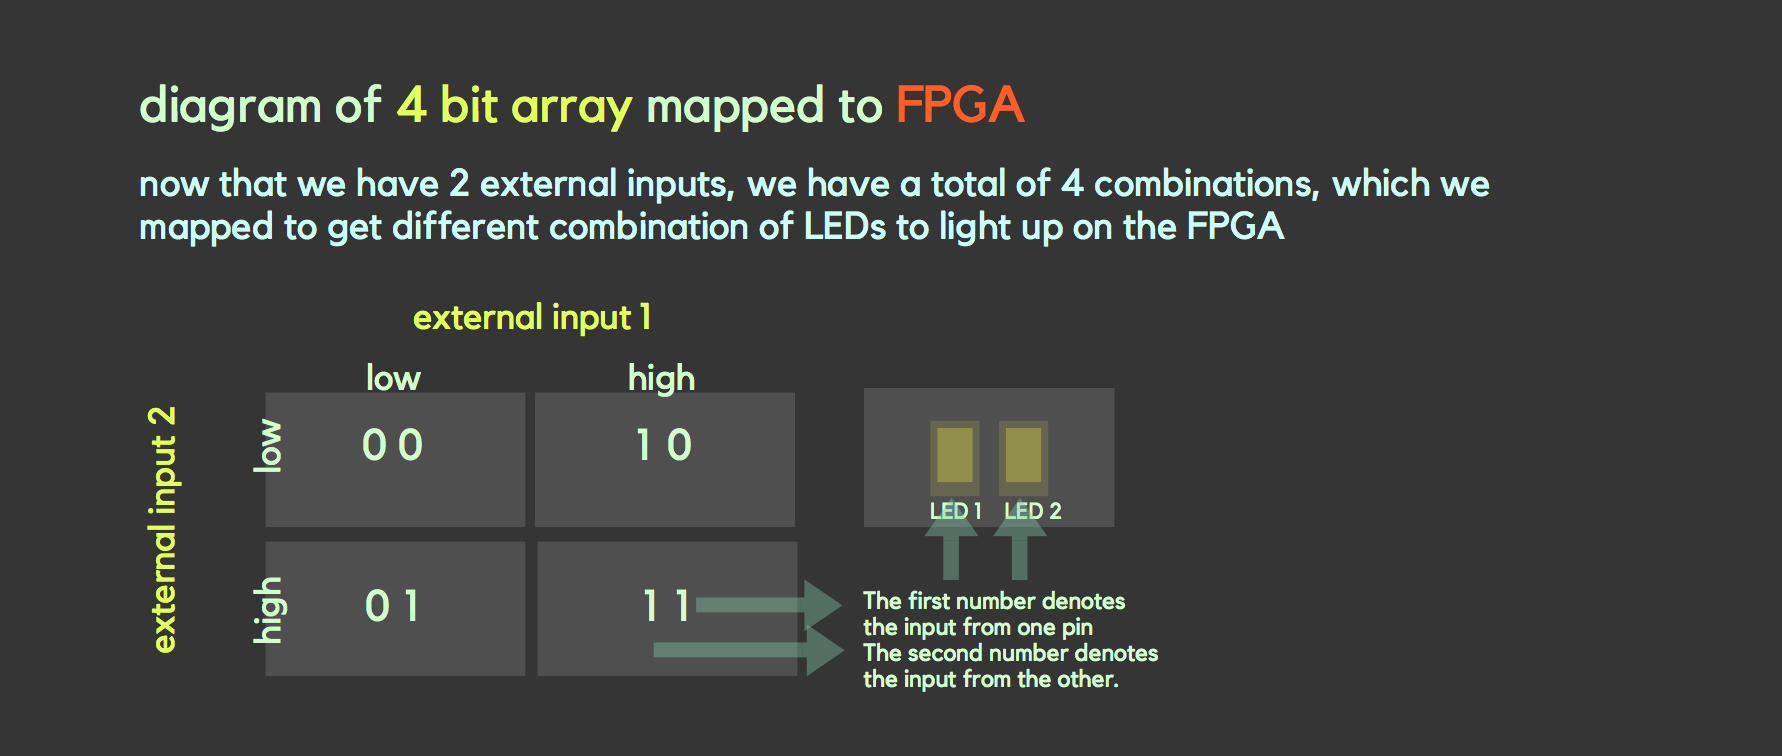 diagram of 4 bit array mapped to FPGA
now that we have 2 external inputs, we have a total of 4 combinations, which we
mapped to get different combination of LEDs to light up on the FPGA
external input 1
low high
external input 2
low
0 0 1 0
high
0 1 1 1
LED 1 LED 2
The first number denotes
the input from one pin
The second number denotes
the input from the other.